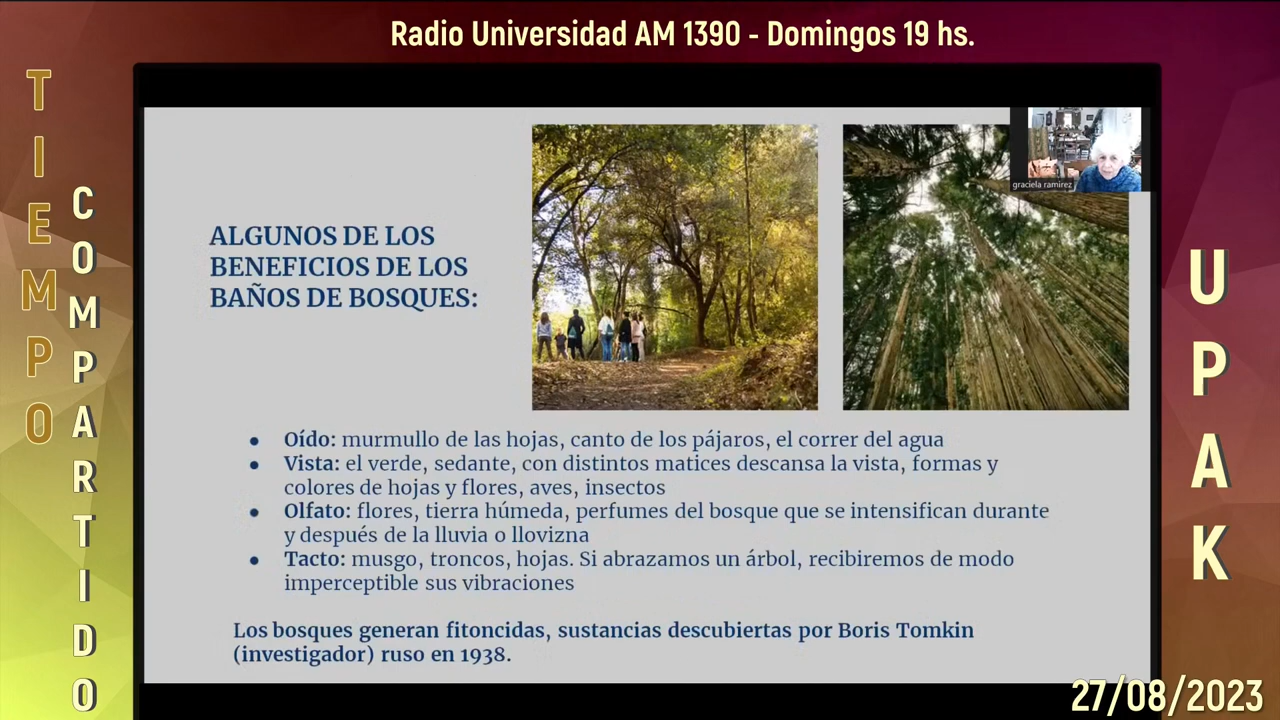 Radio Universidad AM 1390 - Domingos 19 hs.
TIEMPO
COMPARTIDO
graciela ramirez
ALGUNOS DE LOS
BENEFICIOS DE LOS
BAÑOS DE BOSQUES:
• Oído: murmullo de las hojas, canto de los pájaros, el correr del agua
• Vista: el verde, sedante, con distintos matices descansa la vista, formas y
colores de hojas y flores, aves, insectos
• Olfato: flores, tierra húmeda, perfumes del bosque que se intensifican durante
y después de la lluvia o llovizna
• Tacto: musgo, troncos, hojas. Si abrazamos un árbol, recibiremos de modo
imperceptible sus vibraciones
Los bosques generan fitoncidas, sustancias descubiertas por Boris Tomkin
(investigador) ruso en 1938.
UPAK
27/08/2023